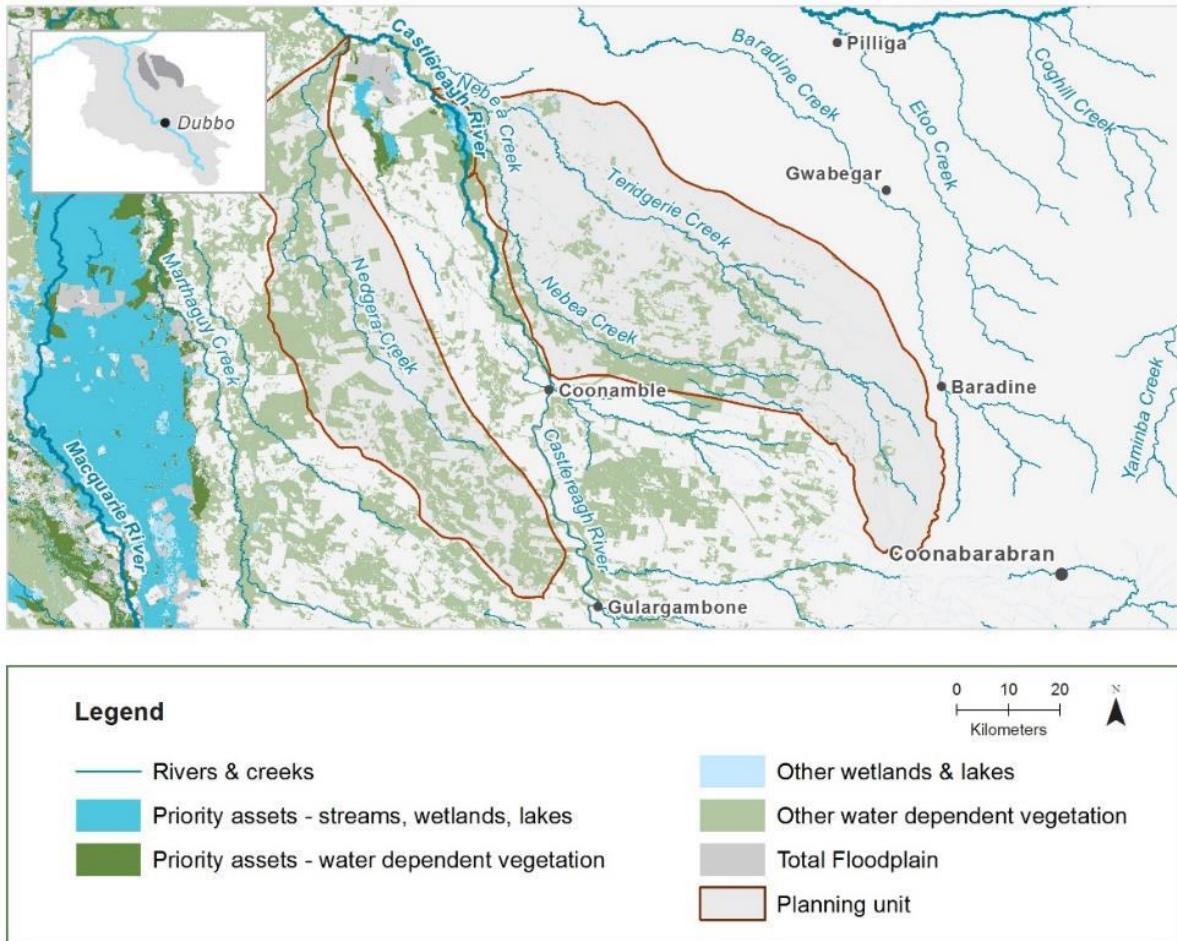 Dubbo
Castlereagh River
Nebea Creek
Baradine Creek
Pilliga
Etoo Creek
Coghill Creek
Gwabegar
Teridgerie Creek
Marthaguy Creek
Nedgera Creek
Nebea Creek
Coonamble
Baradine
Yaminba Creek
Macquarie River
Castlereagh River
Coonabarabran
Gulargambone
Legend
0 10 20
Kilometers
N
Rivers & creeks
Priority assets - streams, wetlands, lakes
Priority assets - water dependent vegetation
Other wetlands & lakes
Other water dependent vegetation
Total Floodplain
Planning unit